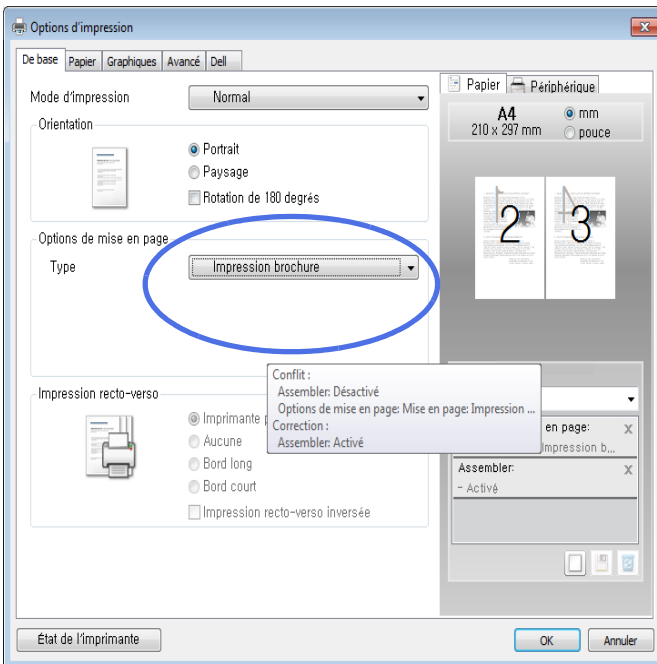 Options d'impression
De base Papier Graphiques Avancé Dell
Mode d'impression Normal
Orientation
Portrait
Paysage
Rotation de 180 degrés
Options de mise en page
Type Impression brochure
Impression recto-verso
Imprimante p
Aucune
Bord long
Bord court
Impression recto-verso inversée
Conflit :
Assembler: Désactivé
Options de mise en page: Mise en page: Impression ...
Correction :
Assembler: Activé
Papier Périphérique
A4
210 x 297 mm
mm
pouce
2 3
en page: x
Impression b...
Assembler: x
- Activé
État de l'imprimante OK Annuler